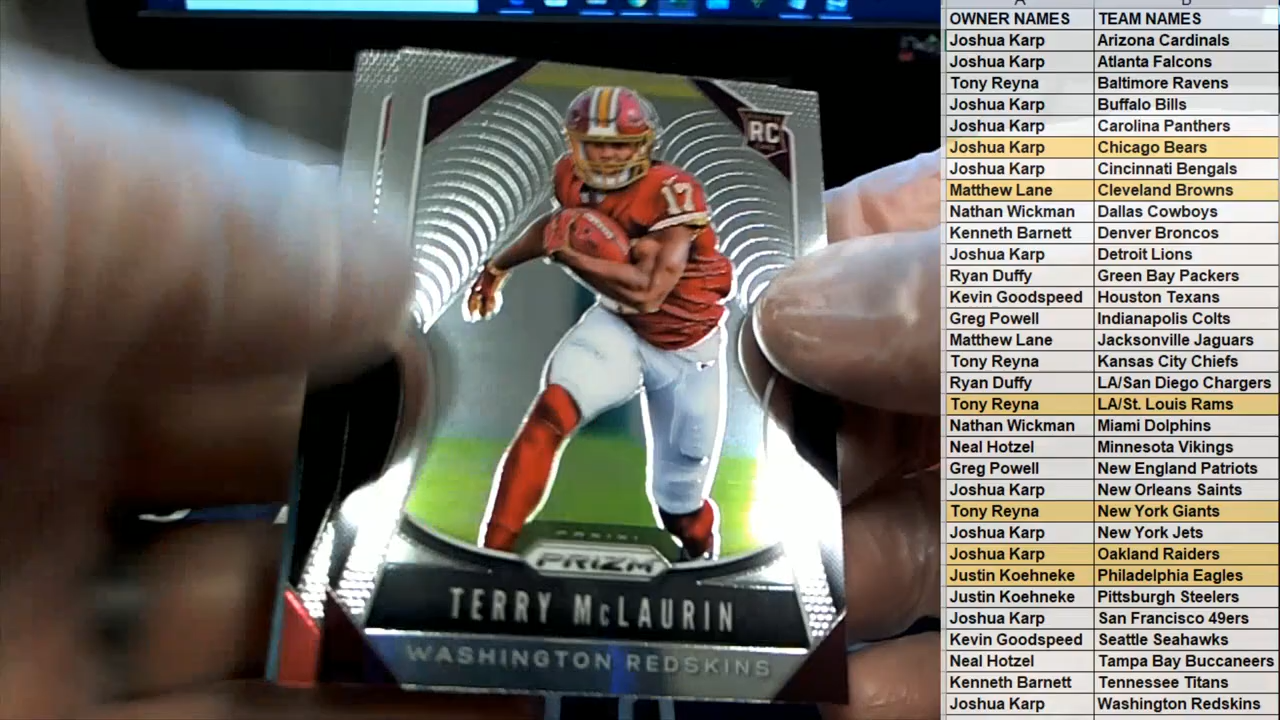 RC
17
PANINI
PRIZM
TERRY McLAURIN
WASHINGTON REDSKINS
OWNER NAMES TEAM NAMES
Joshua Karp Arizona Cardinals
Joshua Karp Atlanta Falcons
Tony Reyna Baltimore Ravens
Joshua Karp Buffalo Bills
Joshua Karp Carolina Panthers
Joshua Karp Chicago Bears
Joshua Karp Cincinnati Bengals
Matthew Lane Cleveland Browns
Nathan Wickman Dallas Cowboys
Kenneth Barnett Denver Broncos
Joshua Karp Detroit Lions
Ryan Duffy Green Bay Packers
Kevin Goodspeed Houston Texans
Greg Powell Indianapolis Colts
Matthew Lane Jacksonville Jaguars
Tony Reyna Kansas City Chiefs
Ryan Duffy LA/San Diego Chargers
Tony Reyna LA/St. Louis Rams
Nathan Wickman Miami Dolphins
Neal Hotzel Minnesota Vikings
Greg Powell New England Patriots
Joshua Karp New Orleans Saints
Tony Reyna New York Giants
Joshua Karp New York Jets
Joshua Karp Oakland Raiders
Justin Koehneke Philadelphia Eagles
Justin Koehneke Pittsburgh Steelers
Joshua Karp San Francisco 49ers
Kevin Goodspeed Seattle Seahawks
Neal Hotzel Tampa Bay Buccaneers
Kenneth Barnett Tennessee Titans
Joshua Karp Washington Redskins